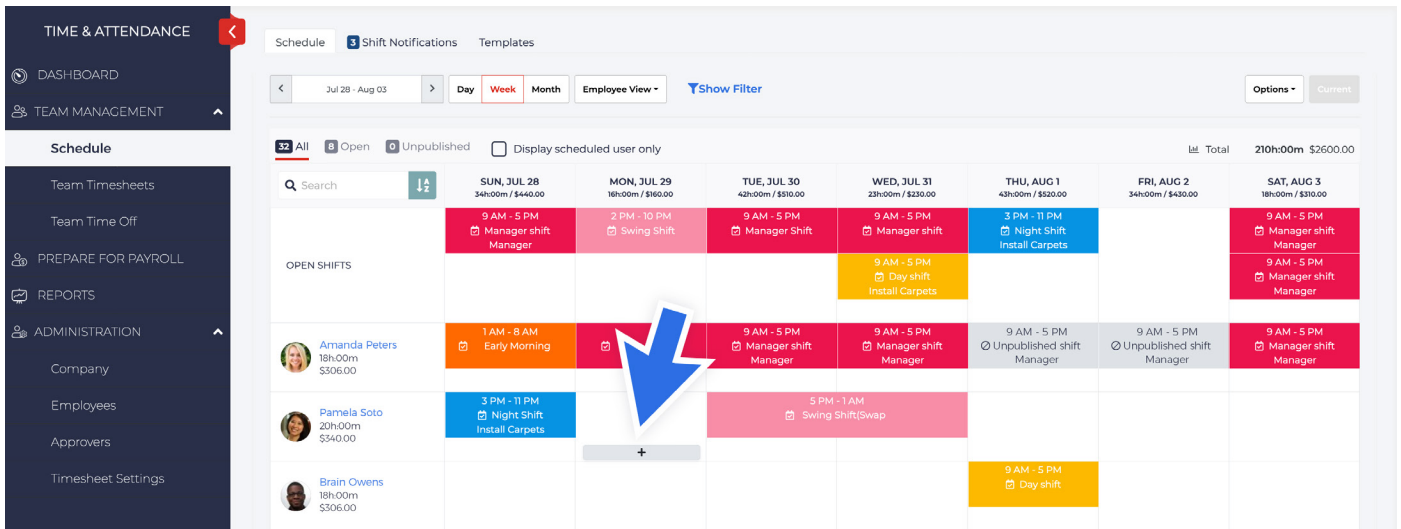 TIME & ATTENDANCE
DASHBOARD
TEAM MANAGEMENT
Schedule
Team Timesheets
Team Time Off
PREPARE FOR PAYROLL
REPORTS
ADMINISTRATION
Company
Employees
Approvers
Timesheet Settings
Schedule 3 Shift Notifications Templates
Jul 28 - Aug 03 Day Week Month Employee View Show Filter Options Current
32 All 8 Open 0 Unpublished Display scheduled user only Total 210h:00m $2600.00
Search SUN, JUL 28 MON, JUL 29 TUE, JUL 30 WED, JUL 31 THU, AUG 1 FRI, AUG 2 SAT, AUG 3
34h:00m / $440.00 16h:00m / $160.00 42h:00m / $510.00 23h:00m / $230.00 43h:00m / $520.00 34h:00m / $430.00 18h:00m / $310.00
OPEN SHIFTS
9 AM - 5 PM
Manager shift
Manager
2 PM - 10 PM
Swing Shift
9 AM - 5 PM
Manager Shift
9 AM - 5 PM
Manager shift
9 AM - 5 PM
Day shift
Install Carpets
3 PM - 11 PM
Night Shift
Install Carpets
9 AM - 5 PM
Manager shift
Manager
9 AM - 5 PM
Manager shift
Manager
Amanda Peters
18h:00m
$306.00
1 AM - 8 AM
Early Morning
9 AM - 5 PM
Manager shift
Manager
9 AM - 5 PM
Manager shift
Manager
9 AM - 5 PM
Unpublished shift
Manager
9 AM - 5 PM
Unpublished shift
Manager
9 AM - 5 PM
Manager shift
Manager
Pamela Soto
20h:00m
$340.00
3 PM - 11 PM
Night Shift
Install Carpets
+
5 PM - 1 AM
Swing Shift(Swap
Brain Owens
18h:00m
$306.00
9 AM - 5 PM
Day shift